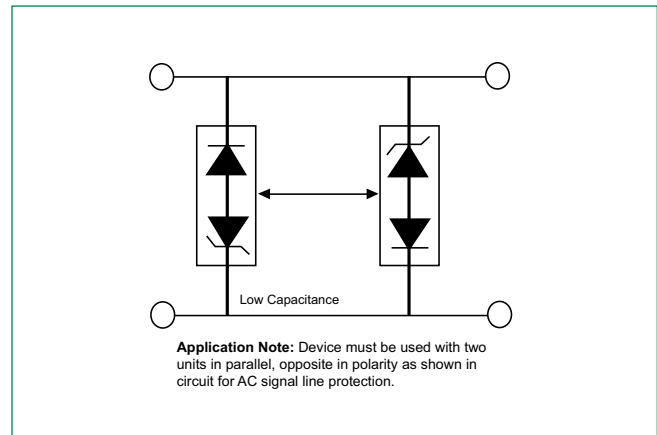 Low Capacitance
Application Note: Device must be used with two
units in parallel, opposite in polarity as shown in
circuit for AC signal line protection.